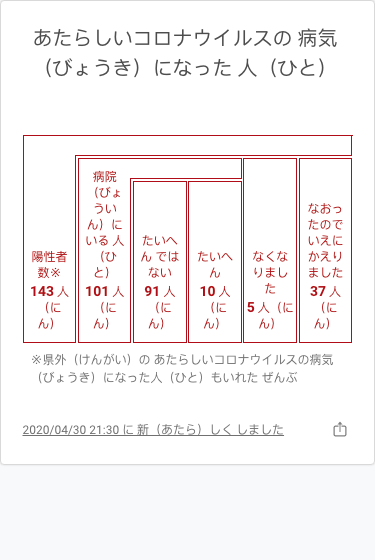 あたらしいコロナウイルスの 病気
（びょうき）になった 人（ひと）
陽性者
数※
143 人
（に
ん）
病院
（びょ
うい
ん）に
いる 人
（ひ
と）
101 人
（に
ん）
たいへ
ん では
ない
91 人
（に
ん）
たいへ
ん
10 人
（に
ん）
なくな
りまし
た
5 人（に
ん）
なおっ
たので
いえに
かえり
ました
37 人
（に
ん）
※県外（けんがい）の あたらしいコロナウイルスの病気
（びょうき）になった人（ひと）もいれた ぜんぶ
2020/04/30 21:30 に 新（あたら）しく しました